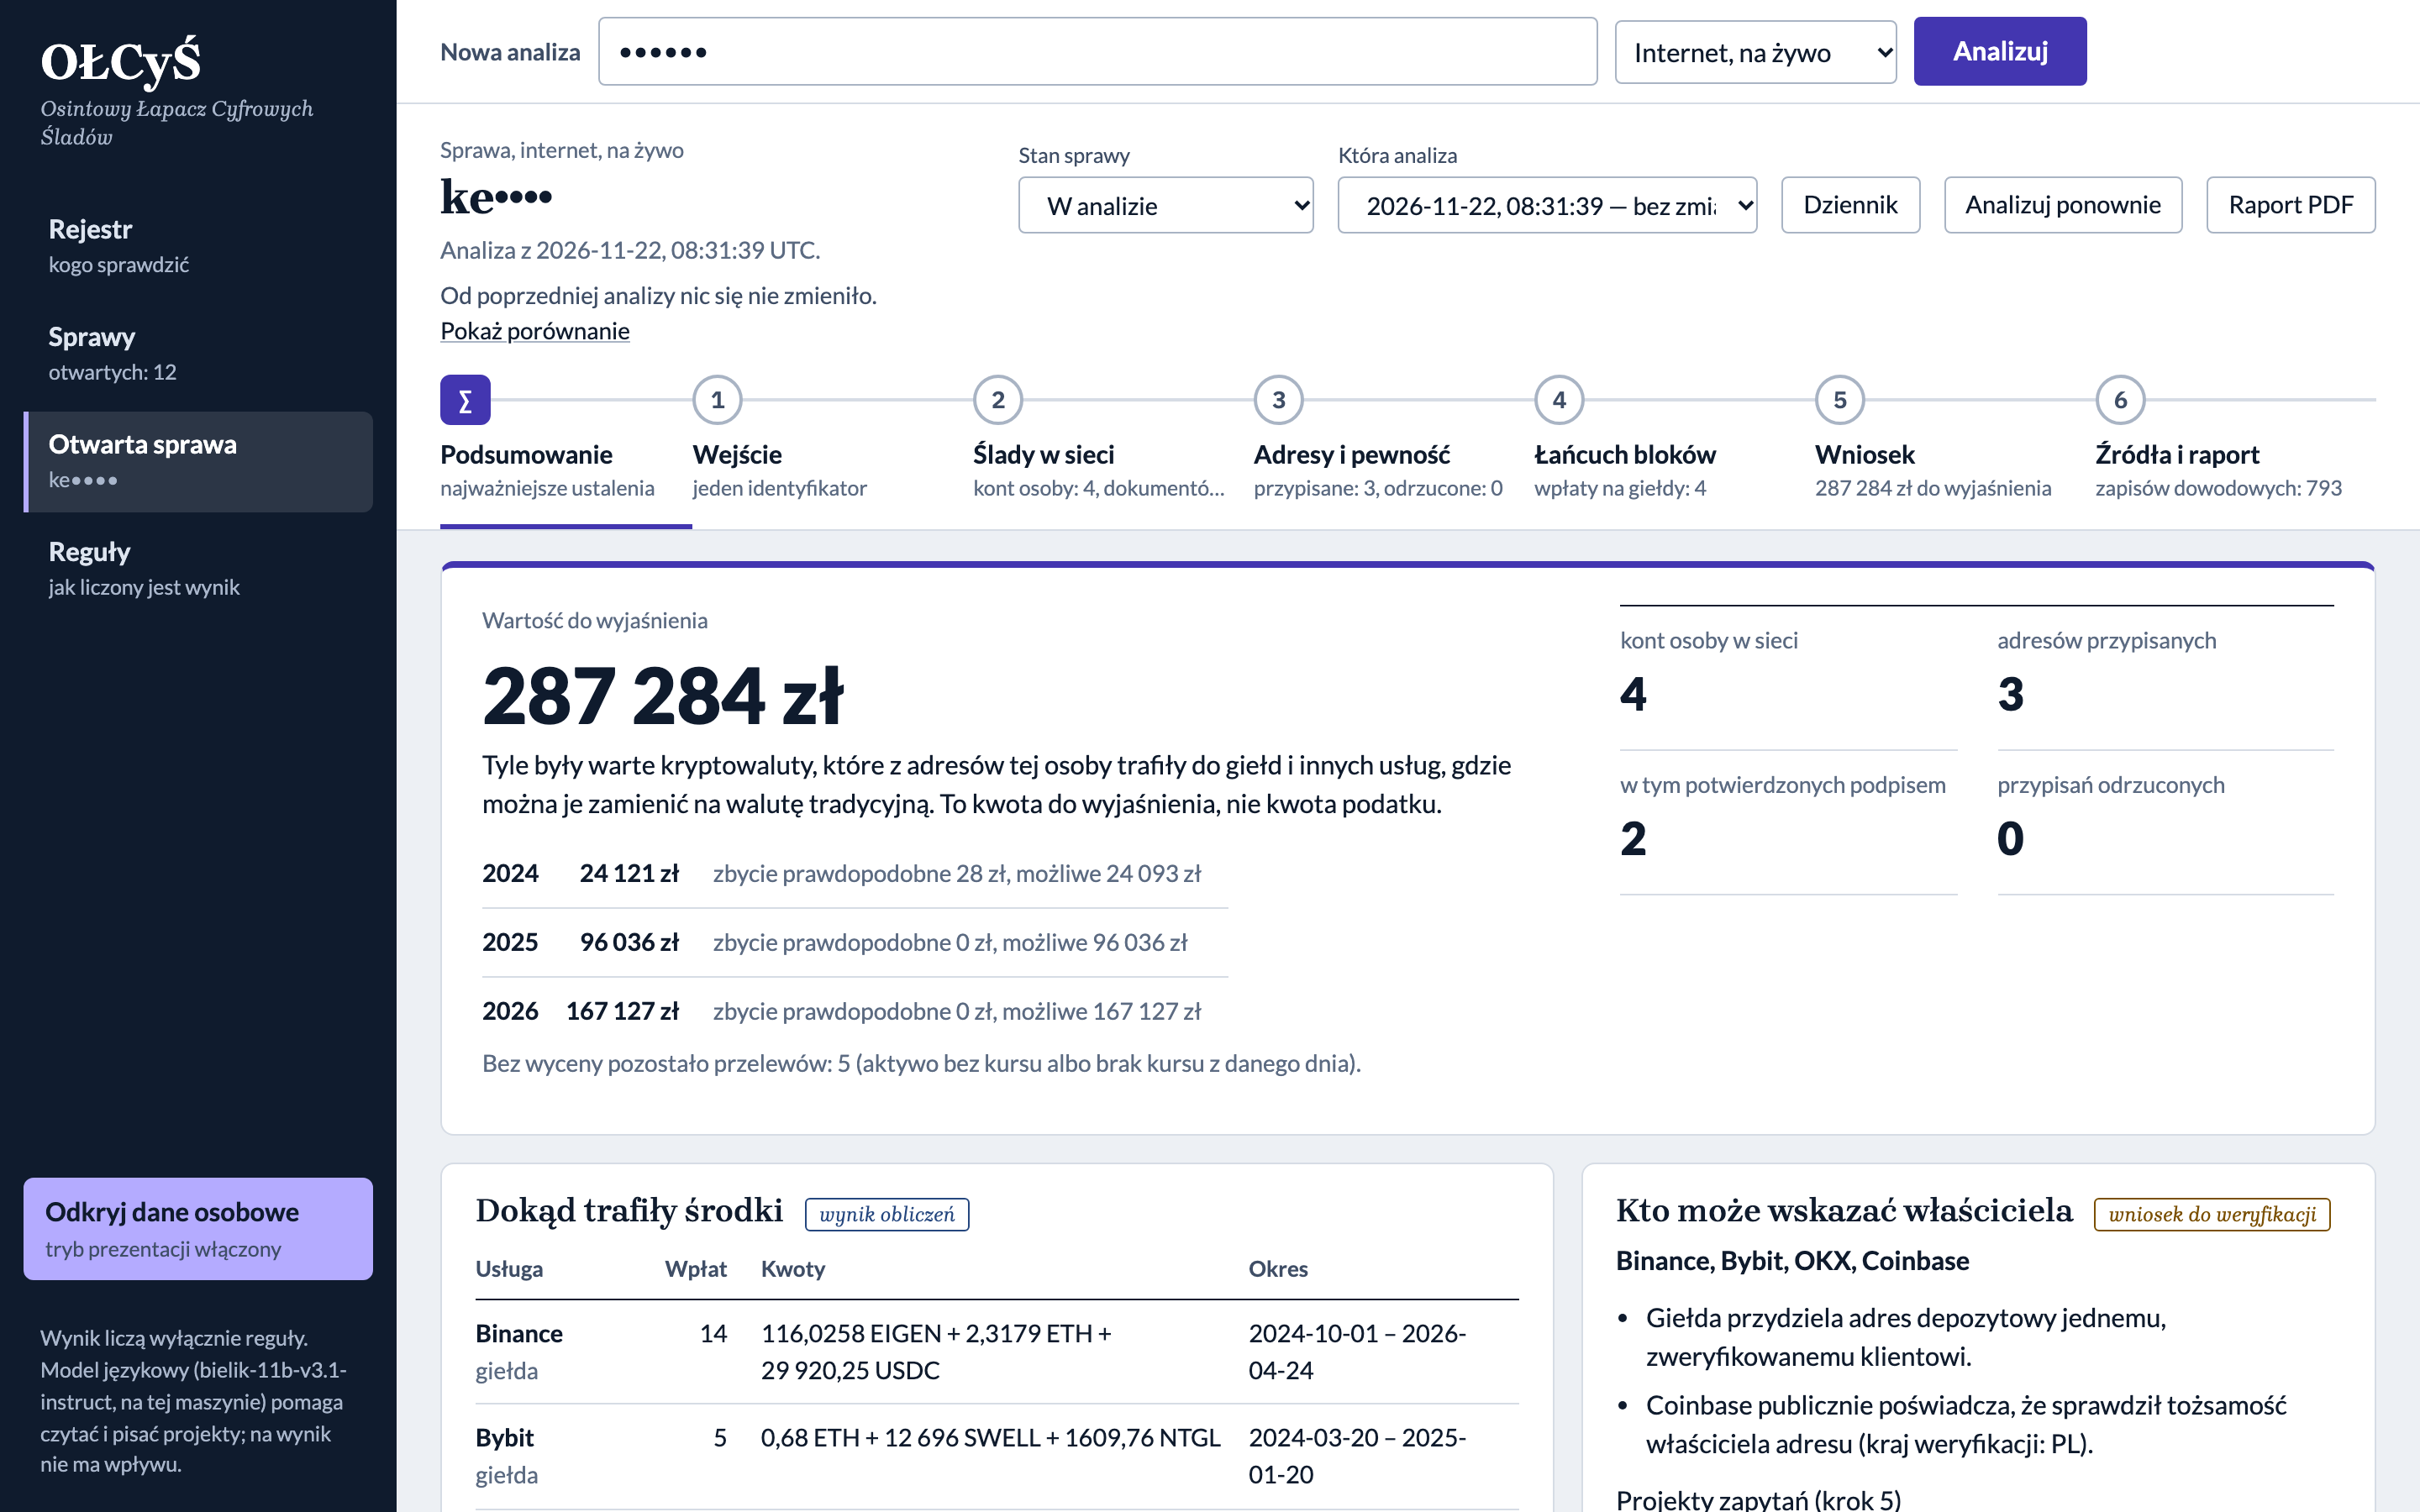 OŁCyŚ
Osintowy Łapacz Cyfrowych
Śladów
Rejestr
kogo sprawdzić
Sprawy
otwartych: 12
Otwarta sprawa
ke••••
Reguły
jak liczony jest wynik
Odkryj dane osobowe
tryb prezentacji włączony
Wynik liczą wyłącznie reguły.
Model językowy (bielik-11b-v3.1-
instruct, na tej maszynie) pomaga
czytać i pisać projekty; na wynik
nie ma wpływu.
Nowa analiza
••••••
Internet, na żywo
Analizuj
Sprawa, internet, na żywo
ke••••
Analiza z 2026-11-22, 08:31:39 UTC.
Od poprzedniej analizy nic się nie zmieniło.
Pokaż porównanie
Stan sprawy
W analizie
Która analiza
2026-11-22, 08:31:39 — bez
Dziennik
Analizuj ponownie
Raport PDF
∑
Podsumowanie
najważniejsze ustalenia
1
Wejście
jeden identyfikator
2
Ślady w sieci
kont osoby: 4, dokumentó...
3
Adresy i pewność
przypisane: 3, odrzucone: 0
4
Łańcuch bloków
wpłaty na giełdy: 4
5
Wniosek
287 284 zł do wyjaśnienia
6
Źródła i raport
zapisów dowodowych: 793
Wartość do wyjaśnienia
287 284 zł
Tyle były warte kryptowaluty, które z adresów tej osoby trafiły do giełd i innych usług, gdzie
można je zamienić na walutę tradycyjną. To kwota do wyjaśnienia, nie kwota podatku.
2024 24 121 zł zbycie prawdopodobne 28 zł, możliwe 24 093 zł
2025 96 036 zł zbycie prawdopodobne 0 zł, możliwe 96 036 zł
2026 167 127 zł zbycie prawdopodobne 0 zł, możliwe 167 127 zł
Bez wyceny pozostało przelewów: 5 (aktywo bez kursu albo brak kursu z danego dnia).
kont osoby w sieci
4
adresów przypisanych
3
w tym potwierdzonych podpisem
2
przypisań odrzuconych
0
Dokąd trafiły środki wynik obliczeń
Usługa Wpłat Kwoty Okres
Binance 14 116,0258 EIGEN + 2,3179 ETH + 2024-10-01 – 2026-
giełda 29 920,25 USDC 04-24
Bybit 5 0,68 ETH + 12 696 SWELL + 1609,76 NTGL 2024-03-20 – 2025-
giełda 01-20
Kto może wskazać właściciela wniosek do weryfikacji
Binance, Bybit, OKX, Coinbase
• Giełda przydziela adres depozytowy jednemu,
zweryfikowanemu klientowi.
• Coinbase publicznie poświadcza, że sprawdził tożsamość
właściciela adresu (kraj weryfikacji: PL).
Projekty zapytań (krok 5)